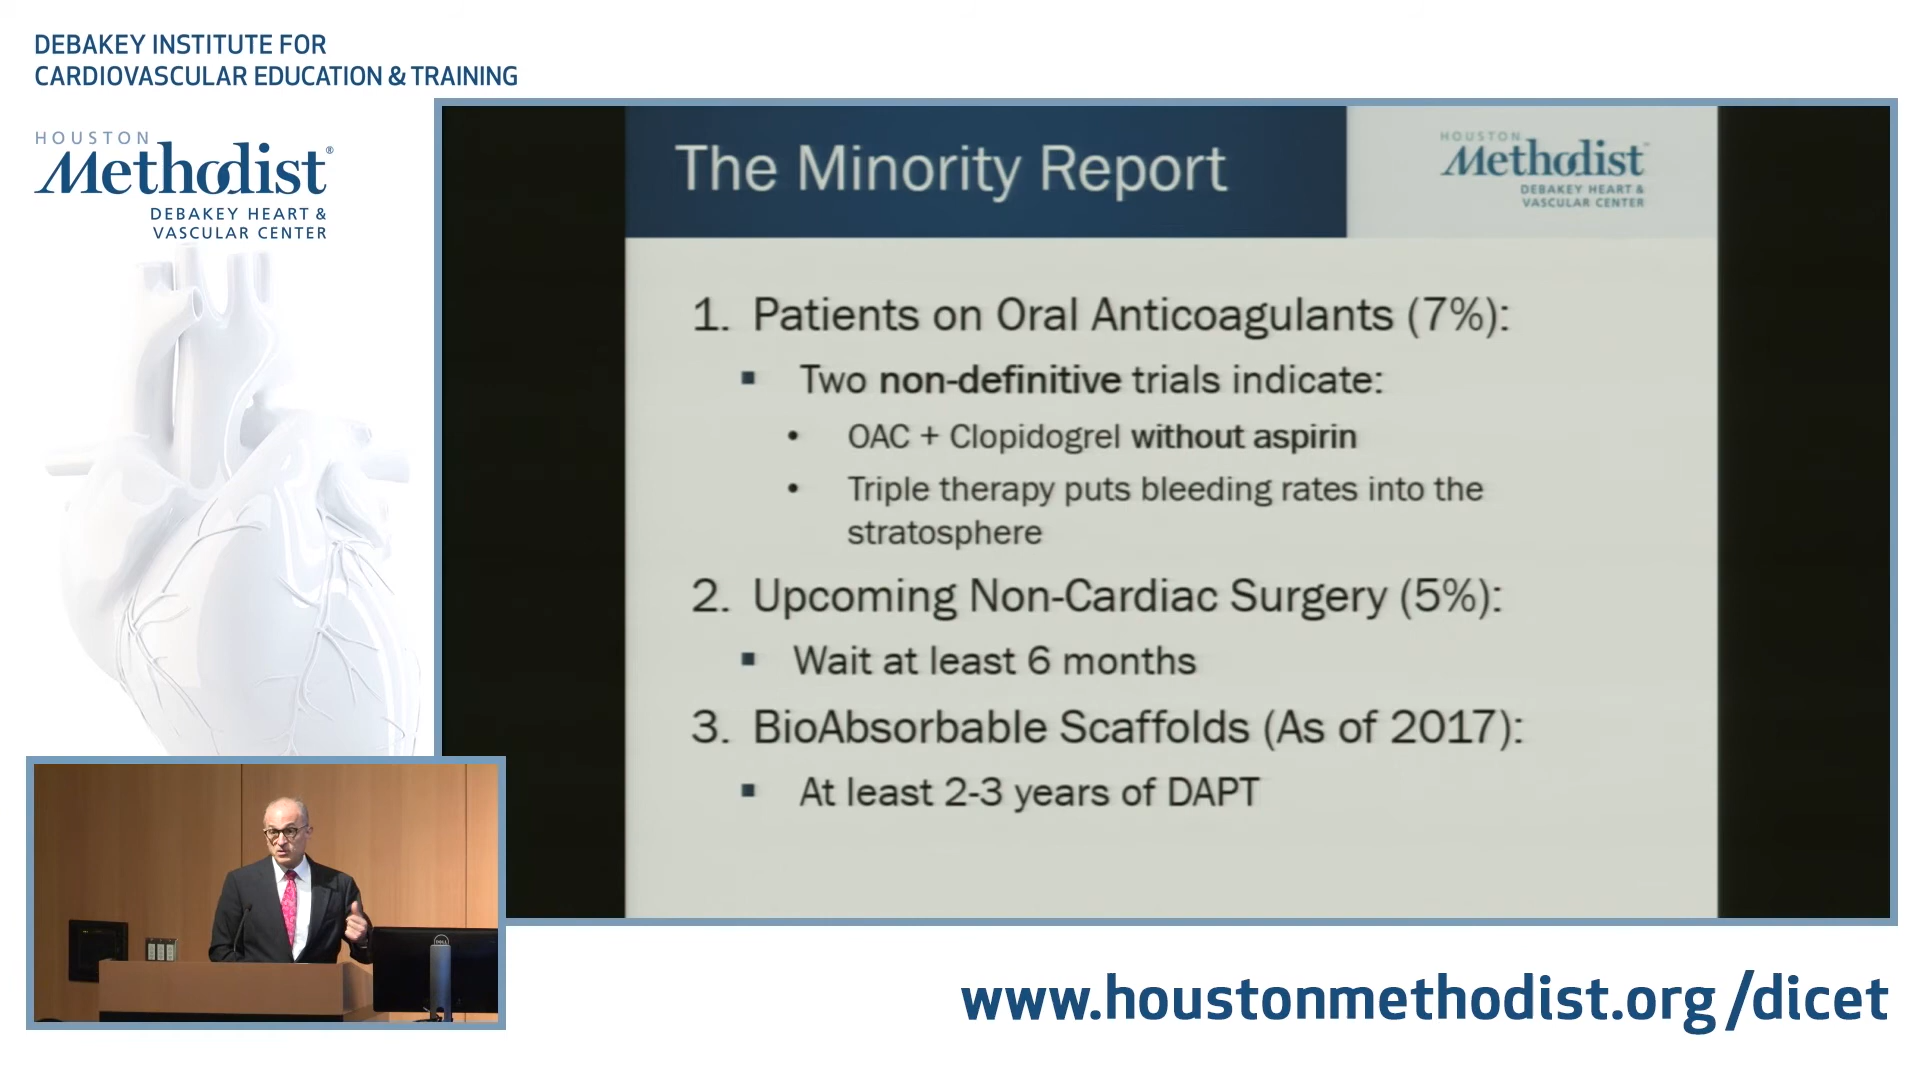 DEBAKEY INSTITUTE FOR
CARDIOVASCULAR EDUCATION & TRAINING
HOUSTON
Methodist®
DEBAKEY HEART &
VASCULAR CENTER
The Minority Report
HOUSTON
Methodist
DEBAKEY HEART &
VASCULAR CENTER
1. Patients on Oral Anticoagulants (7%):
▪ Two non-definitive trials indicate:
• OAC + Clopidogrel without aspirin
• Triple therapy puts bleeding rates into the
stratosphere
2. Upcoming Non-Cardiac Surgery (5%):
▪ Wait at least 6 months
3. BioAbsorbable Scaffolds (As of 2017):
▪ At least 2-3 years of DAPT
DELL
www.houstonmethodist.org/dicet